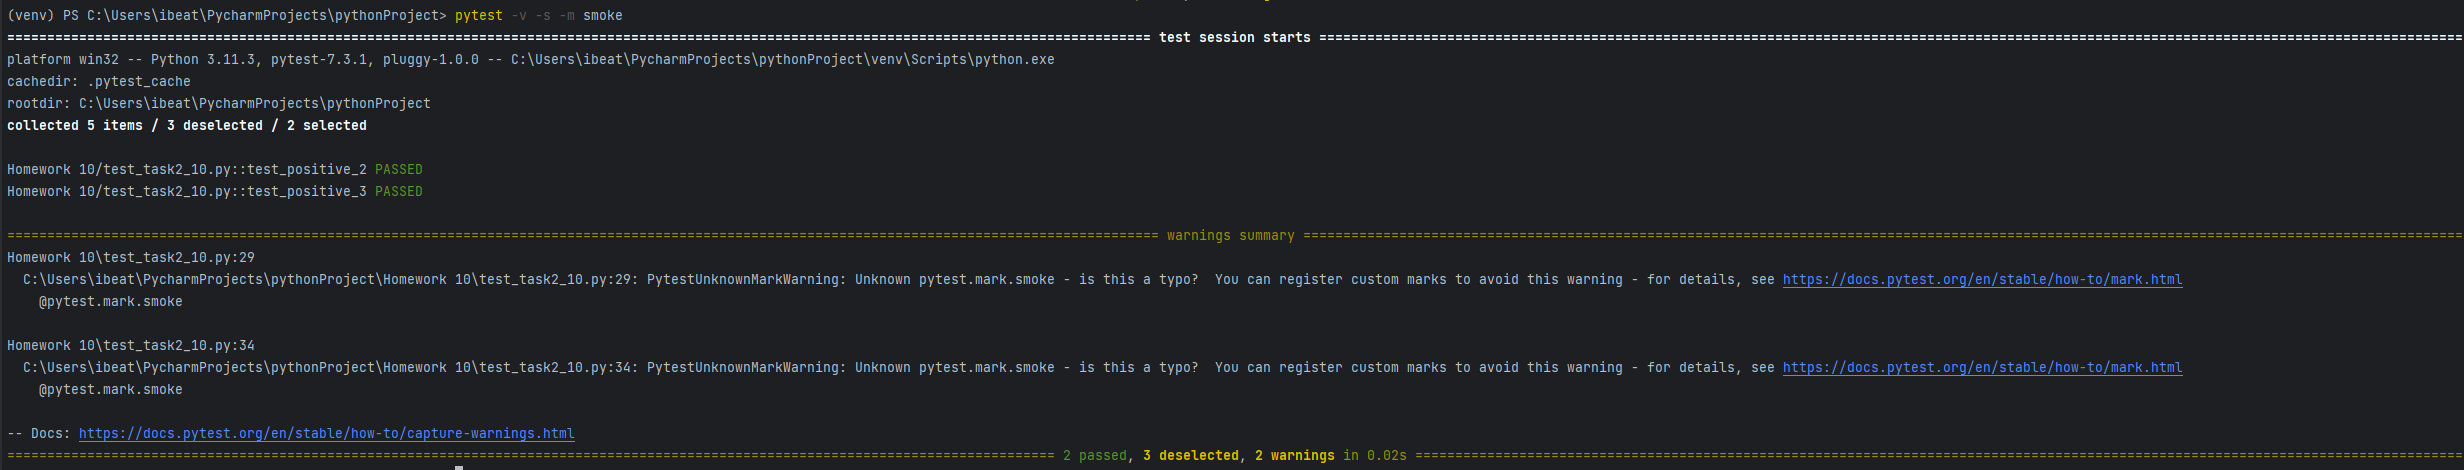 (venv) PS C:\Users\ibeat\PycharmProjects\pythonProject> pytest -v -s -m smoke
======================================== test session starts ========================================
platform win32 -- Python 3.11.3, pytest-7.3.1, pluggy-1.0.0 -- C:\Users\ibeat\PycharmProjects\pythonProject\venv\Scripts\python.exe
cachedir: .pytest_cache
rootdir: C:\Users\ibeat\PycharmProjects\pythonProject
collected 5 items / 3 deselected / 2 selected
Homework 10/test_task2_10.py::test_positive_2 PASSED
Homework 10/test_task2_10.py::test_positive_3 PASSED
======================================== warnings summary ========================================
Homework 10\test_task2_10.py:29
C:\Users\ibeat\PycharmProjects\pythonProject\Homework 10\test_task2_10.py:29: PytestUnknownMarkWarning: Unknown pytest.mark.smoke - is this a typo?  You can register custom marks to avoid this warning - for details, see https://docs.pytest.org/en/stable/how-to/mark.html
@pytest.mark.smoke
Homework 10\test_task2_10.py:34
C:\Users\ibeat\PycharmProjects\pythonProject\Homework 10\test_task2_10.py:34: PytestUnknownMarkWarning: Unknown pytest.mark.smoke - is this a typo?  You can register custom marks to avoid this warning - for details, see https://docs.pytest.org/en/stable/how-to/mark.html
@pytest.mark.smoke
-- Docs: https://docs.pytest.org/en/stable/how-to/capture-warnings.html
======================================== 2 passed, 3 deselected, 2 warnings in 0.02s ========================================